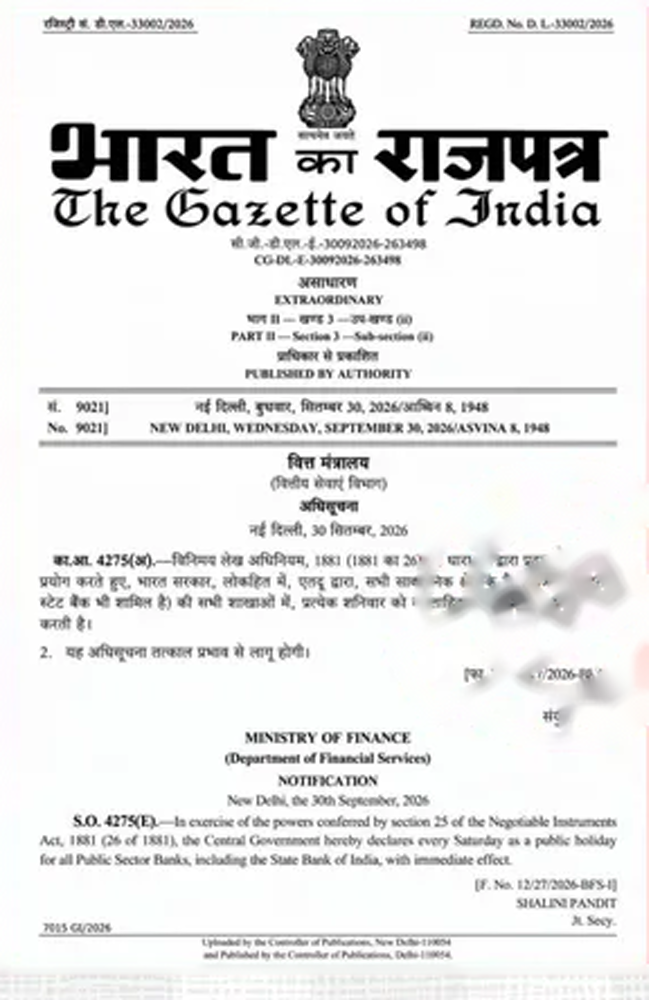 रजिस्ट्री सं. डी.एल.-33002/2026
REGD. No. D. L.-33002/2026
सत्यमेव जयते
भारत का राजपत्र
The Gazette of India
सी.जी.-डी.एल.-ई.-30092026-263498
CG-DL-E-30092026-263498
असाधारण
EXTRAORDINARY
भाग II — खण्ड 3 —उप-खण्ड (ii)
PART II — Section 3 —Sub-section (ii)
प्राधिकार से प्रकाशित
PUBLISHED BY AUTHORITY
सं. 9021]
नई दिल्ली, बुधवार, सितम्बर 30, 2026/आश्विन 8, 1948
No. 9021]
NEW DELHI, WEDNESDAY, SEPTEMBER 30, 2026/ASVINA 8, 1948
वित्त मंत्रालय
(वित्तीय सेवाएं विभाग)
अधिसूचना
नई दिल्ली, 30 सितम्बर, 2026
का.आ. 4275(अ).—विनिमय लेख अधिनियम, 1881 (1881 का 26) धारा द्वारा
प्रयोग करते हुए, भारत सरकार, लोकहित में, एतद् द्वारा, सभी
स्टेट बैंक भी शामिल है) की सभी शाखाओं में, प्रत्येक शनिवार को
करती है।
2. यह अधिसूचना तत्काल प्रभाव से लागू होगी।
[फा. /2026-
MINISTRY OF FINANCE
(Department of Financial Services)
NOTIFICATION
New Delhi, the 30th September, 2026
S.O. 4275(E).—In exercise of the powers conferred by section 25 of the Negotiable Instruments
Act, 1881 (26 of 1881), the Central Government hereby declares every Saturday as a public holiday
for all Public Sector Banks, including the State Bank of India, with immediate effect.
[F. No. 12/27/2026-BFS-I]
SHALINI PANDIT
Jt. Secy.
7015 GI/2026
Uploaded by the Controller of Publications, New Delhi-110054
and Published by the Controller of Publications, Delhi-110054.